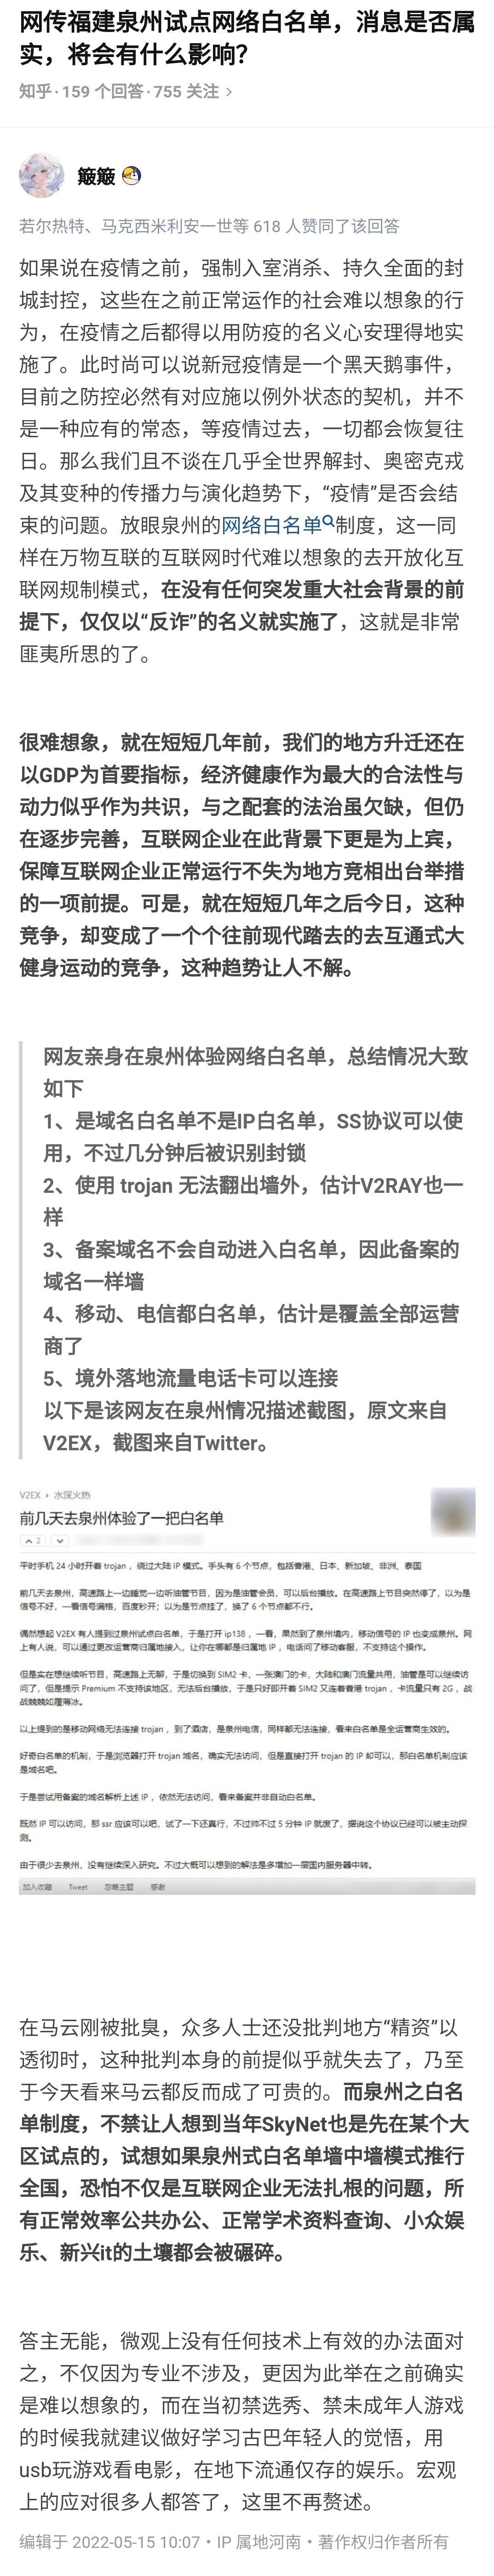 网传福建泉州试点网络白名单，消息是否属
实，将会有什么影响？
知乎 · 159 个回答 · 755 关注 >
簸簸
若尔热特、马克西米利安一世等 618 人赞同了该回答
如果说在疫情之前，强制入室消杀、持久全面的封
城封控，这些在之前正常运作的社会难以想象的行
为，在疫情之后都得以用防疫的名义心安理得地实
施了。此时尚可以说新冠疫情是一个黑天鹅事件，
目前之防控必然有对应施以例外状态的契机，并不
是一种应有的常态，等疫情过去，一切都会恢复往
日。那么我们且不谈在几乎全世界解封、奥密克戎
及其变种的传播力与演化趋势下，“疫情”是否会结
束的问题。放眼泉州的网络白名单制度，这一同
样在万物互联的互联网时代难以想象的去开放化互
联网规制模式，在没有任何突发重大社会背景的前
提下，仅仅以“反诈”的名义就实施了，这就是非常
匪夷所思的了。
很难想象，就在短短几年前，我们的地方升迁还在
以GDP为首要指标，经济健康作为最大的合法性与
动力似乎作为共识，与之配套的法治虽欠缺，但仍
在逐步完善，互联网企业在此背景下更是为上宾，
保障互联网企业正常运行不失为地方竞相出台举措
的一项前提。可是，就在短短几年之后今日，这种
竞争，却变成了一个个往前现代踏去的去互通式大
健身运动的竞争，这种趋势让人不解。
网友亲身在泉州体验网络白名单，总结情况大致
如下
1、是域名白名单不是IP白名单，SS协议可以使
用，不过几分钟后被识别封锁
2、使用 trojan 无法翻出墙外，估计V2RAY也一
样
3、备案域名不会自动进入白名单，因此备案的
域名一样墙
4、移动、电信都白名单，估计是覆盖全部运营
商了
5、境外落地流量电话卡可以连接
以下是该网友在泉州情况描述截图，原文来自
V2EX，截图来自Twitter。
V2EX › 水深火热
前几天去泉州体验了一把白名单
2
平时手机 24 小时开着 trojan ，绕过大陆 IP 模式。手头有 6 个节点，包括香港、日本、新加坡、非洲、泰国
前几天去泉州，高速路上一边睡觉一边听油管节目，因为是油管会员，可以后台播放。在高速路上节目突然停了，以为是
信号不好，一看信号满格，百度秒开；以为是节点挂了，换了 6 个节点都不行。
偶然想起 V2EX 有人提到过泉州试点白名单，于是打开 ip138 ，一看，果然到了泉州境内，移动信号的 IP 也变成泉州。网
上有人说，可以通过更改运营商归属地接入，让你在哪都是归属地 IP ，电话问了移动客服，不支持这个操作。
但是实在想继续听节目，高速路上无聊，于是切换到 SIM2 卡，一张澳门的卡，大陆和澳门流量共用，油管是可以继续访
问了，但是提示 Premium 不支持该地区，无法后台播放，于是只好即开着 SIM2 又连着香港 trojan ，卡流量只有 2G ，战
战兢兢如履薄冰。
以上提到的是移动网络无法连接 trojan ，到了酒店，是泉州电信，同样都无法连接，看来白名单是全运营商生效的。
好奇白名单的机制，于是浏览器打开 trojan 域名，确实无法访问，但是直接打开 trojan 的 IP 却可以，那白名单机制应该
是域名吧。
于是尝试用备案的域名解析上述 IP ，依然无法访问，看来备案并非自动白名单。
既然 IP 可以访问，那 ssr 应该可以吧，试了一下还真行，不过帅不过 5 分钟 IP 就废了，据说这个协议已经可以被主动探
测。
由于很少去泉州，没有继续深入研究。不过大概可以想到的解法是多增加一层国内服务器中转。
加入收藏 Tweet 忽略主题 感谢
在马云刚被批臭，众多人士还没批判地方“精资”以
透彻时，这种批判本身的前提似乎就失去了，乃至
于今天看来马云都反而成了可贵的。而泉州之白名
单制度，不禁让人想到当年SkyNet也是先在某个大
区试点的，试想如果泉州式白名单墙中墙模式推行
全国，恐怕不仅是互联网企业无法扎根的问题，所
有正常效率公共办公、正常学术资料查询、小众娱
乐、新兴it的土壤都会被碾碎。
答主无能，微观上没有任何技术上有效的办法面对
之，不仅因为专业不涉及，更因为此举在之前确实
是难以想象的，而在当初禁选秀、禁未成年人游戏
的时候我就建议做好学习古巴年轻人的觉悟，用
usb玩游戏看电影，在地下流通仅存的娱乐。宏观
上的应对很多人都答了，这里不再赘述。
编辑于 2022-05-15 10:07 · IP 属地河南 · 著作权归作者所有